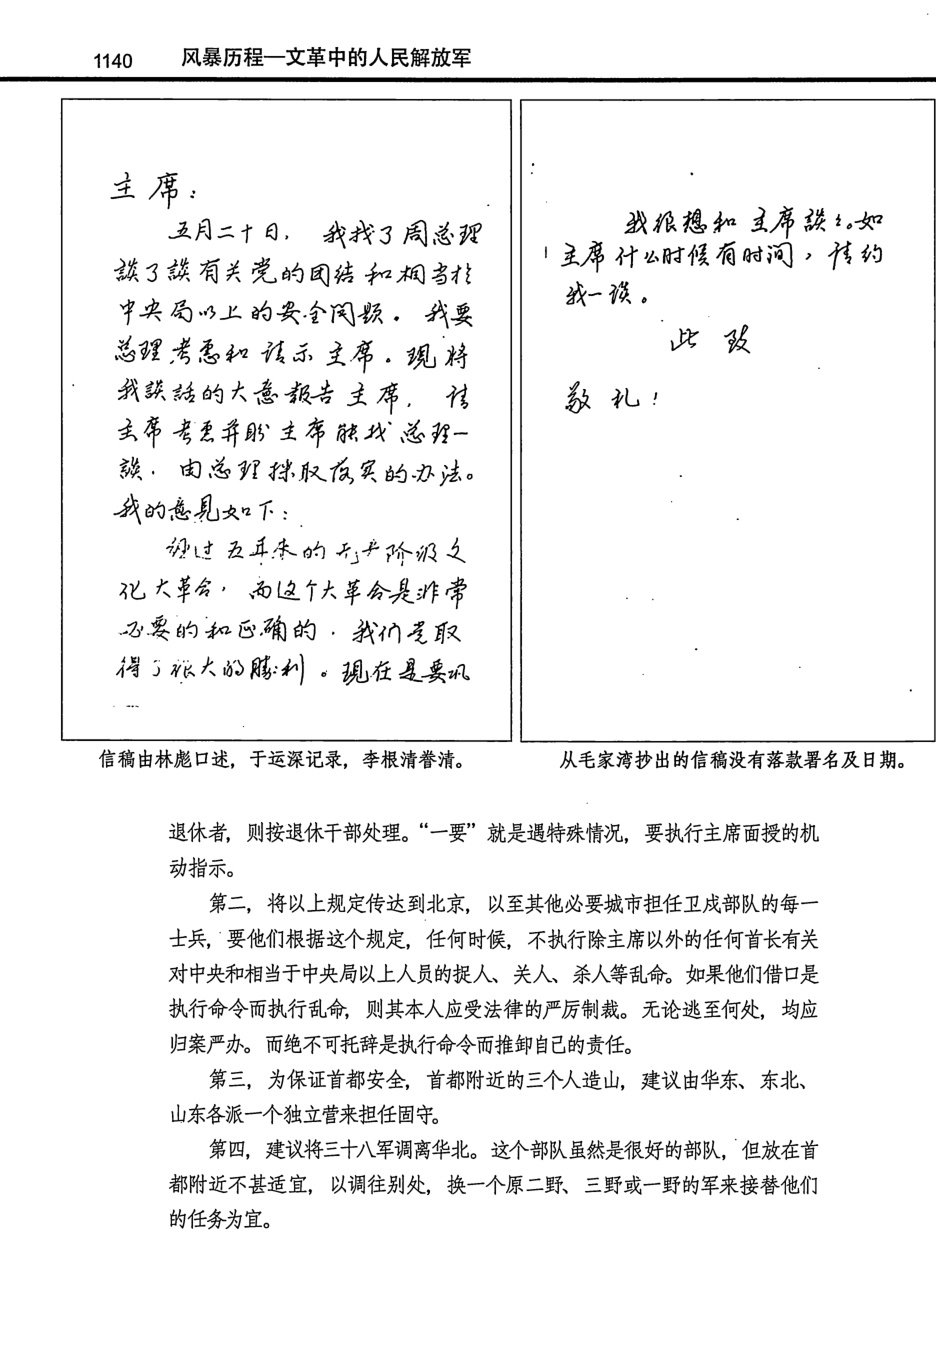 1140 风暴历程—文革中的人民解放军
主席：
五月二十日， 我找了周总理
談了談有关党的团结和相当於
中央局以上的安全问题。我要
总理考虑和请示主席。現将
我談話的大意報告主席， 请
主席考虑并盼主席能找总理一
談，由总理採取落实的办法。
我的意見如下：
经过五年来的无产阶级文
化大革命，而这个大革命是非常
必要的和正确的，我们党取
得了很大的勝利。現在是要巩
信稿由林彪口述，于运深记录，李根清誊清。
我很想和主席談々。如
主席什么时候有时间，请约
我一谈。
此 致
敬 礼！
从毛家湾抄出的信稿没有落款署名及日期。
退休者，则按退休干部处理。“一要”就是遇特殊情况，要执行主席面授的机
动指示。
第二，将以上规定传达到北京，以至其他必要城市担任卫戍部队的每一
士兵，要他们根据这个规定，任何时候，不执行除主席以外的任何首长有关
对中央和相当于中央局以上人员的捉人、关人、杀人等乱命。如果他们借口是
执行命令而执行乱命，则其本人应受法律的严厉制裁。无论逃至何处，均应
归案严办。而绝不可托辞是执行命令而推卸自己的责任。
第三，为保证首都安全，首都附近的三个人造山，建议由华东、东北、
山东各派一个独立营来担任固守。
第四，建议将三十八军调离华北。这个部队虽然是很好的部队，但放在首
都附近不甚适宜，以调往别处，换一个原二野、三野或一野的军来接替他们
的任务为宜。